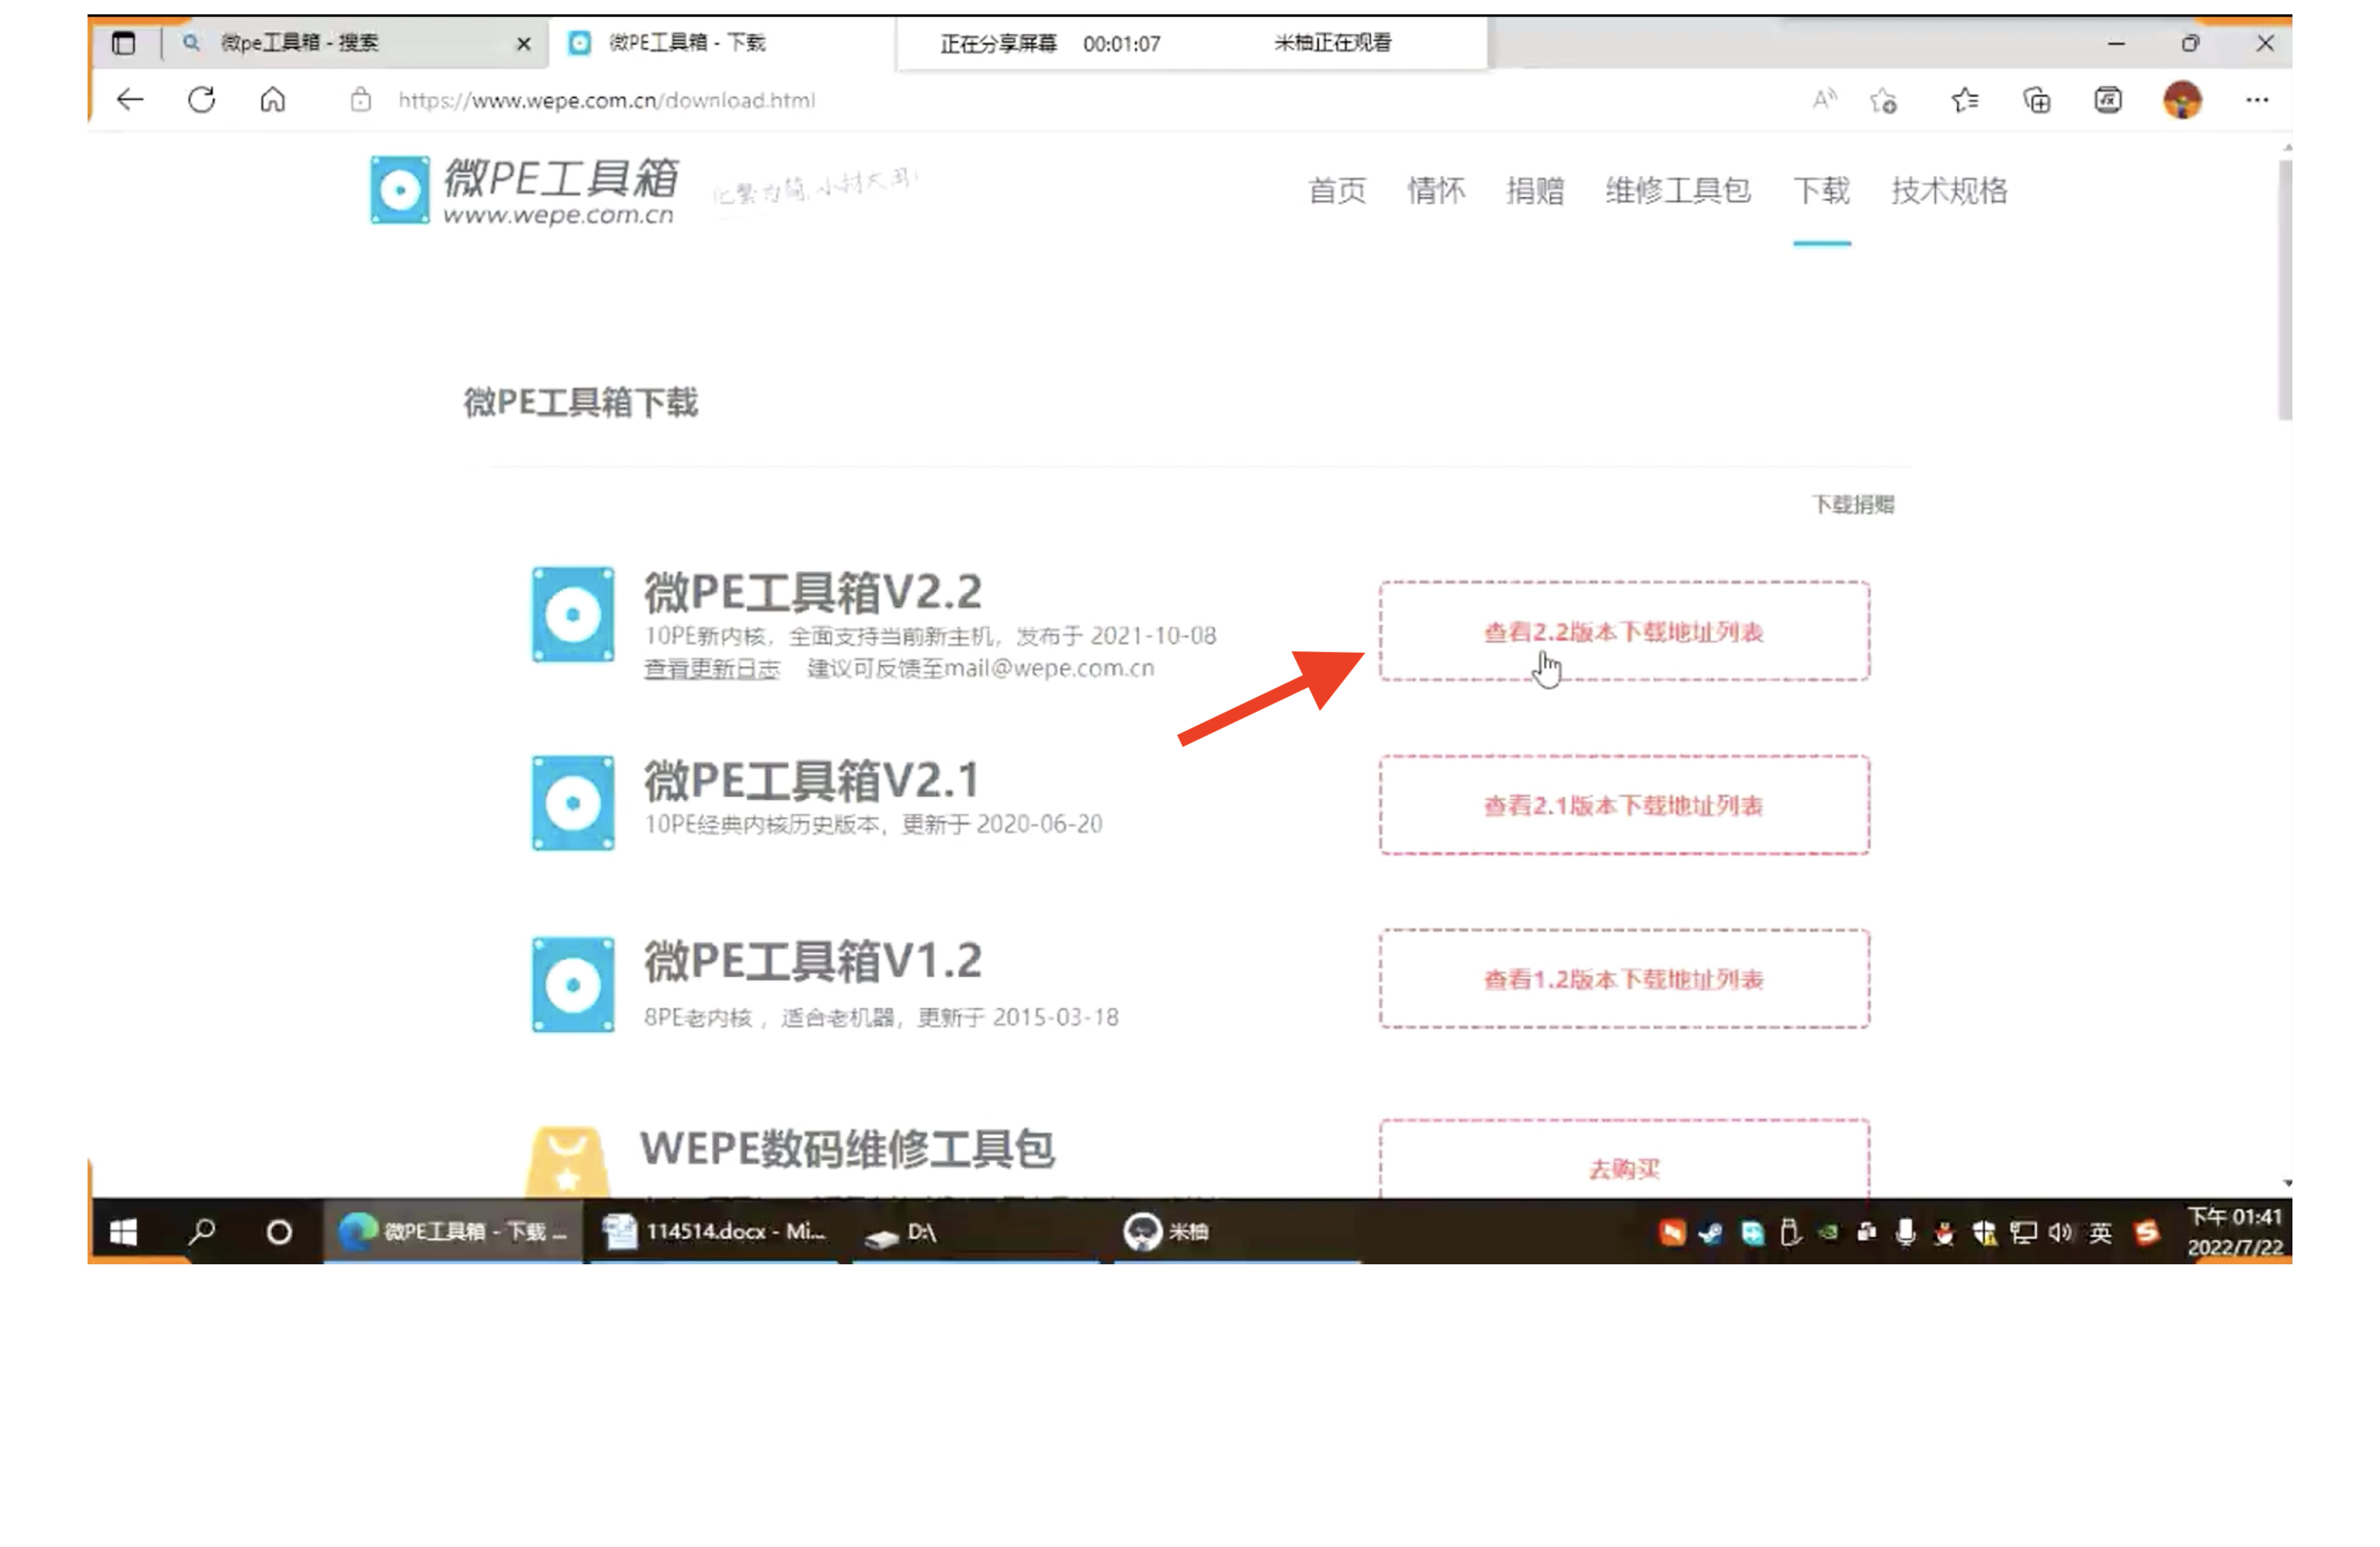 微pe工具箱 - 搜索
微PE工具箱 - 下载
正在分享屏幕 00:01:07 米柚正在观看
https://www.wepe.com.cn/download.html
微PE工具箱
www.wepe.com.cn
化繁为简,小材大用!
首页 情怀 捐赠 维修工具包 下载 技术规格
微PE工具箱下载
下载捐赠
微PE工具箱V2.2
10PE新内核，全面支持当前新主机，发布于 2021-10-08
查看更新日志 建议可反馈至mail@wepe.com.cn
查看2.2版本下载地址列表
微PE工具箱V2.1
10PE经典内核历史版本，更新于 2020-06-20
查看2.1版本下载地址列表
微PE工具箱V1.2
8PE老内核 ，适合老机器，更新于 2015-03-18
查看1.2版本下载地址列表
WEPE数码维修工具包
去购买
微PE工具箱 - 下载 ...
114514.docx - Mi...
D:\
米柚
英
下午 01:41
2022/7/22